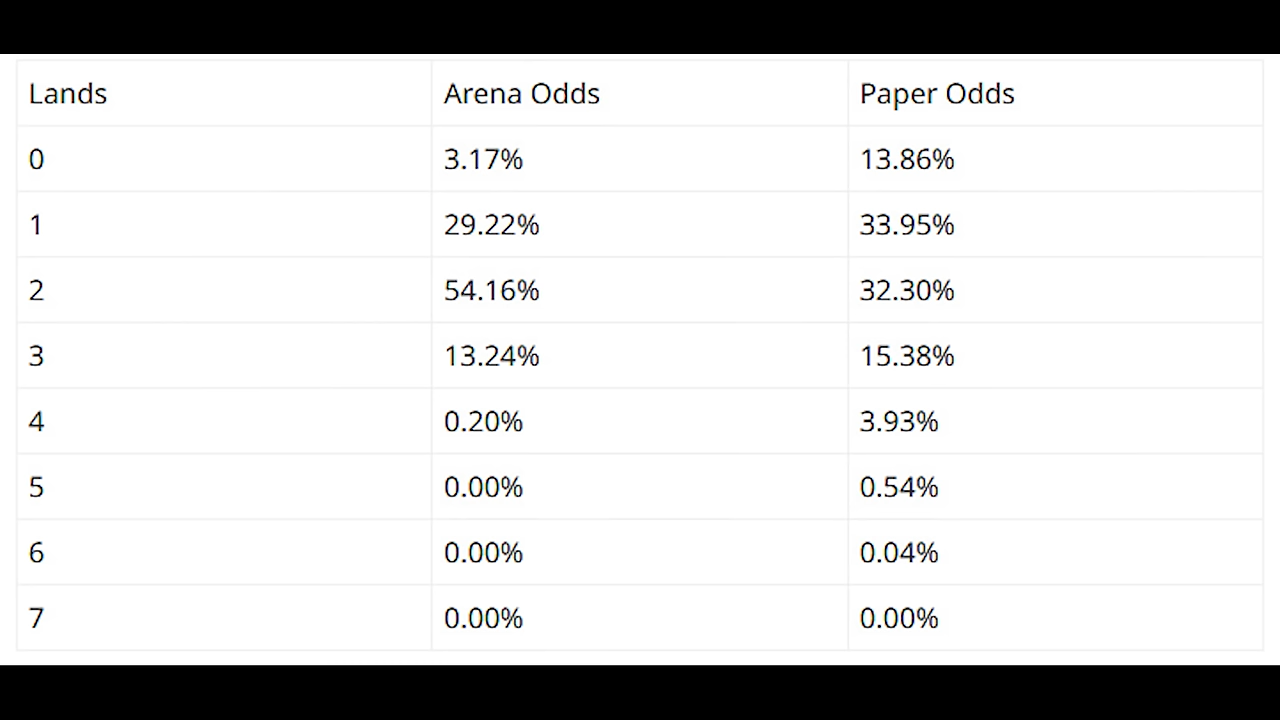 Lands Arena Odds Paper Odds
0 3.17% 13.86%
1 29.22% 33.95%
2 54.16% 32.30%
3 13.24% 15.38%
4 0.20% 3.93%
5 0.00% 0.54%
6 0.00% 0.04%
7 0.00% 0.00%